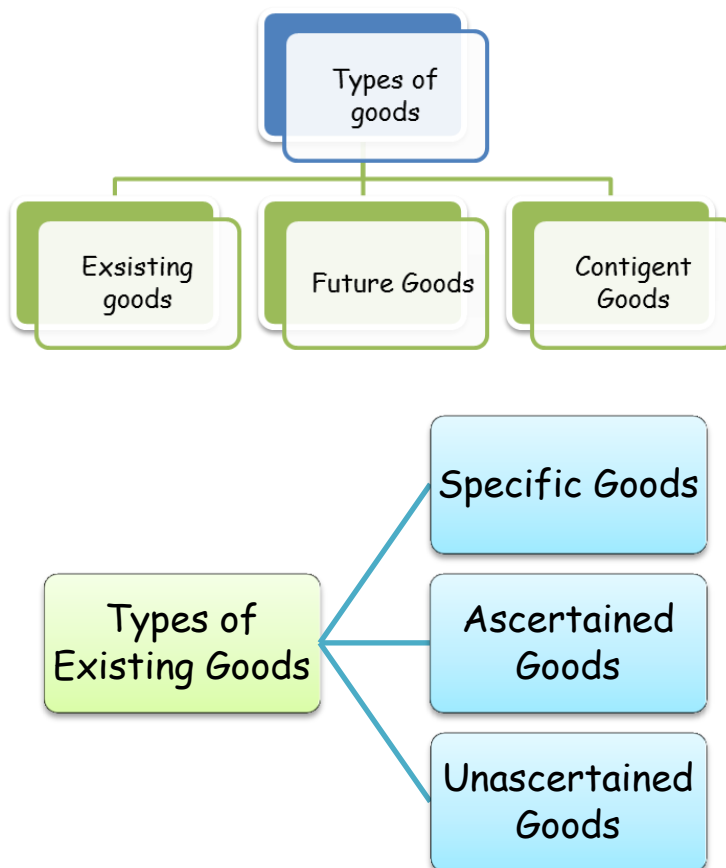 Types of
goods
Exsisting
goods
Future Goods
Contigent
Goods
Specific Goods
Types of
Existing Goods
Ascertained
Goods
Unascertained
Goods